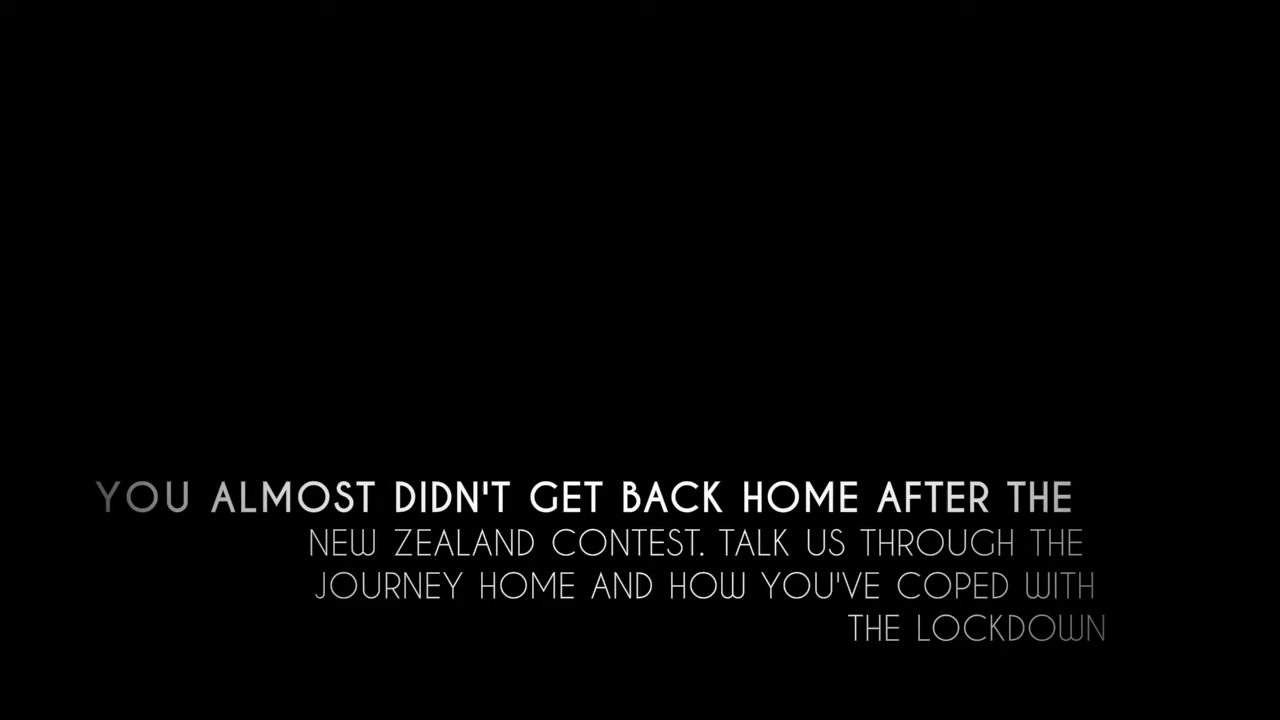 YOU ALMOST DIDN'T GET BACK HOME AFTER THE
NEW ZEALAND CONTEST. TALK US THROUGH THE
JOURNEY HOME AND HOW YOU'VE COPED WITH
THE LOCKDOWN